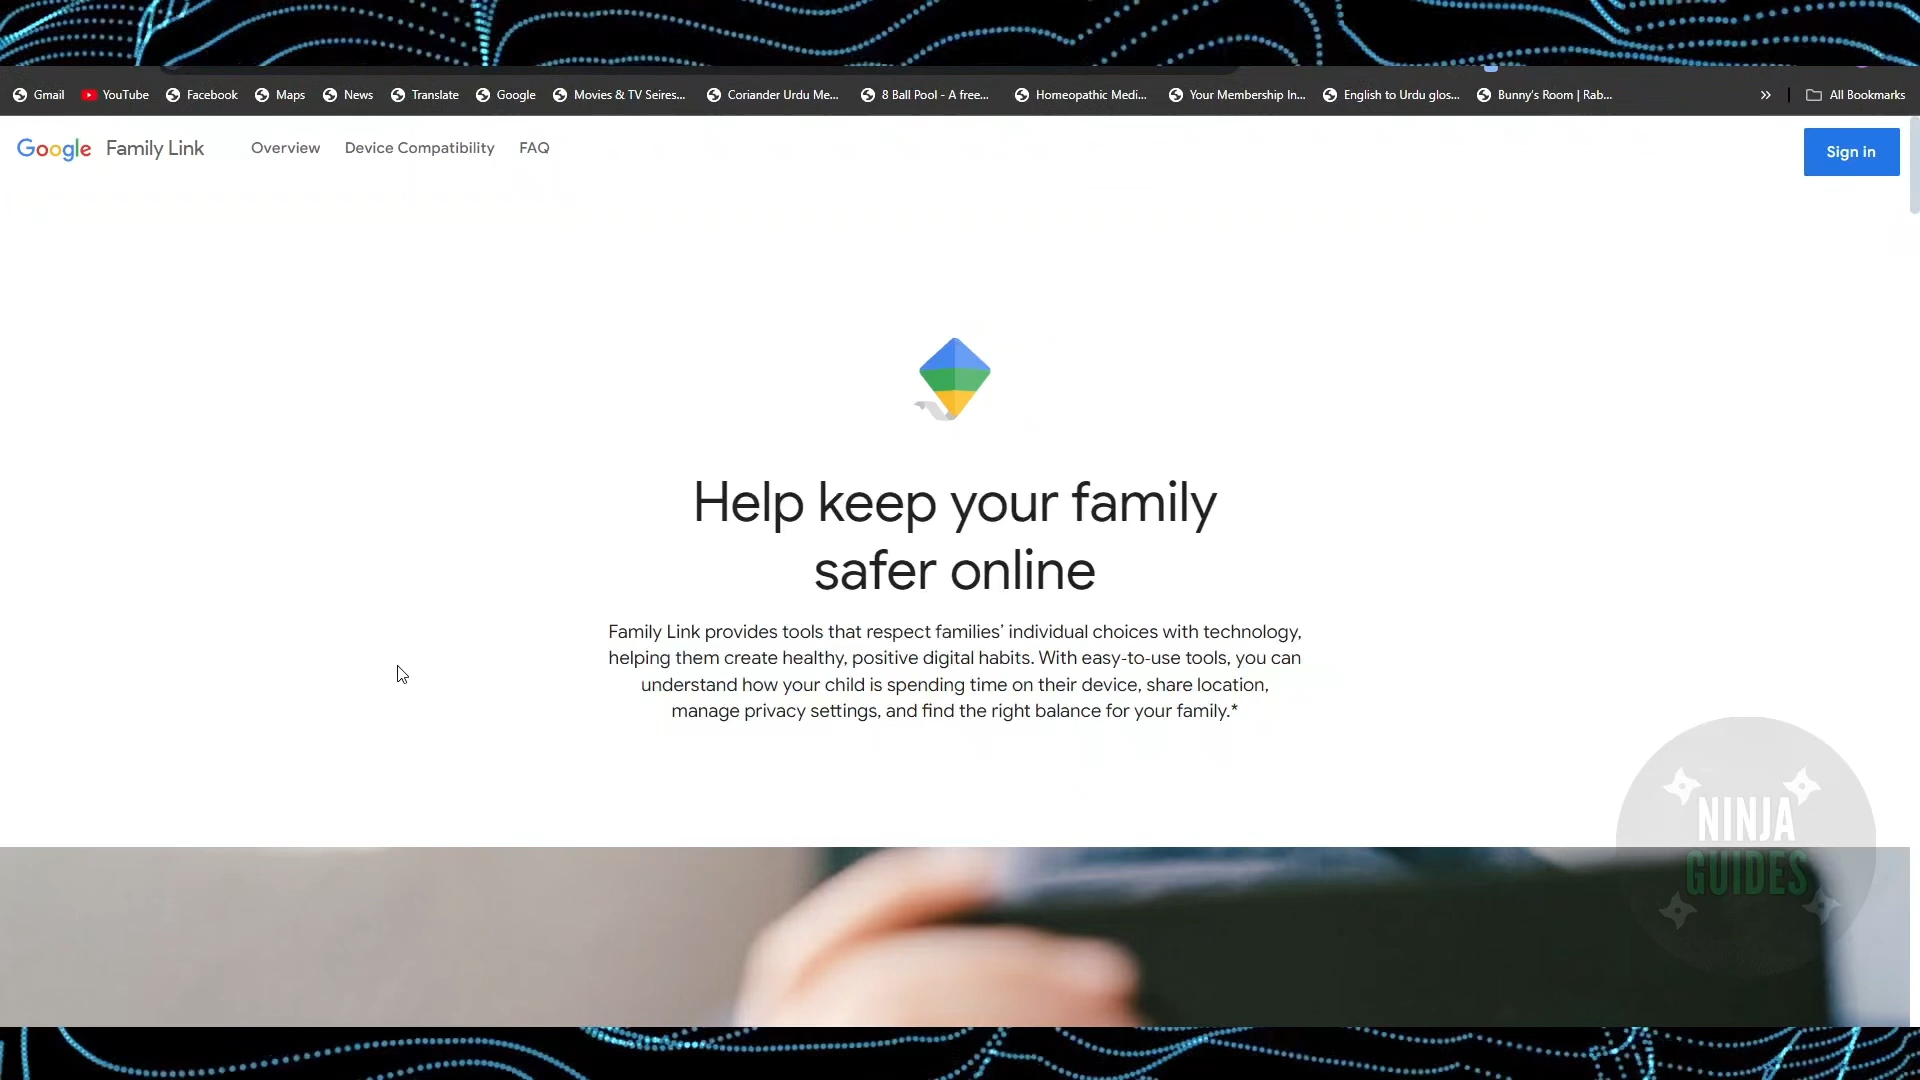 Gmail YouTube Facebook Maps News Translate Google Movies & TV Seires... Coriander Urdu Me... 8 Ball Pool - A free... Homeopathic Medi... Your Membership In... English to Urdu glos... Bunny's Room | Rab... » All Bookmarks
Google Family Link Overview Device Compatibility FAQ Sign in
Help keep your family
safer online
Family Link provides tools that respect families’ individual choices with technology,
helping them create healthy, positive digital habits. With easy-to-use tools, you can
understand how your child is spending time on their device, share location,
manage privacy settings, and find the right balance for your family.*
NINJA
GUIDES